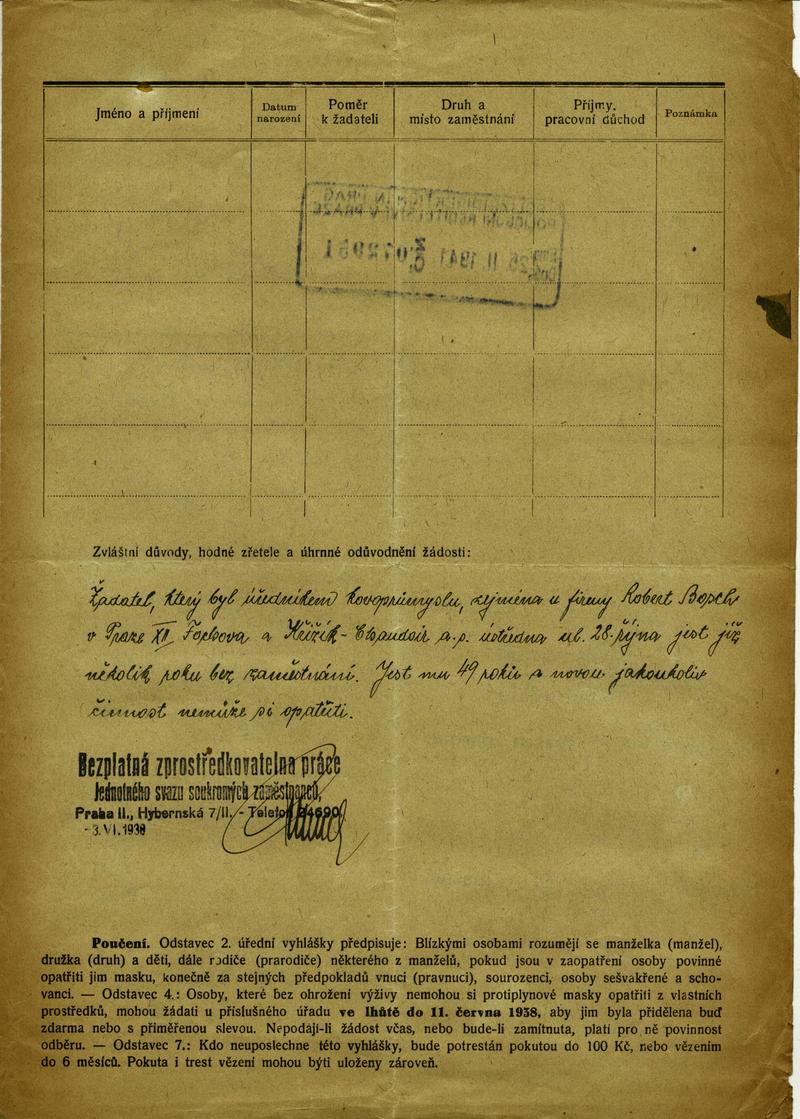 Jméno a příjmení
Datum narození
Poměr k žadateli
Druh a místo zaměstnání
Příjmy, pracovní důchod
Poznámka
Zvláštní důvody, hodné zřetele a úhrnné odůvodnění žádosti:
Žadatel, který byl úředníkem kovoprůmyslu, zejména u firmy Robert
v Praze XII, Fochova a Křižík- a.p. ústředna ul. 28. října jest již
několik roků bez zaměstnání. Jest mu 49 roků a novou jakoukoliv
činnost nemůže si opatřiti.
Bezplatná zprostředkovatelna práce
Jednotného svazu soukromých zaměstnanců,
Praha II., Hybernská 7/II. -
- 3. VI. 1938
Poučení. Odstavec 2. úřední vyhlášky předpisuje: Blízkými osobami rozumějí se manželka (manžel),
družka (druh) a děti, dále rodiče (prarodiče) některého z manželů, pokud jsou v zaopatření osoby povinné
opatřiti jim masku, konečně za stejných předpokladů vnuci (pravnuci), sourozenci, osoby sešvakřené a scho-
vanci. — Odstavec 4.: Osoby, které bez ohrožení výživy nemohou si protiplynové masky opatřiti z vlastních
prostředků, mohou žádati u příslušného úřadu ve lhůtě do 11. června 1938, aby jim byla přidělena buď
zdarma nebo s přiměřenou slevou. Nepodají-li žádost včas, nebo bude-li zamítnuta, platí pro ně povinnost
odběru. — Odstavec 7.: Kdo neuposlechne této vyhlášky, bude potrestán pokutou do 100 Kč, nebo vězením
do 6 měsíců. Pokuta i trest vězení mohou býti uloženy zároveň.